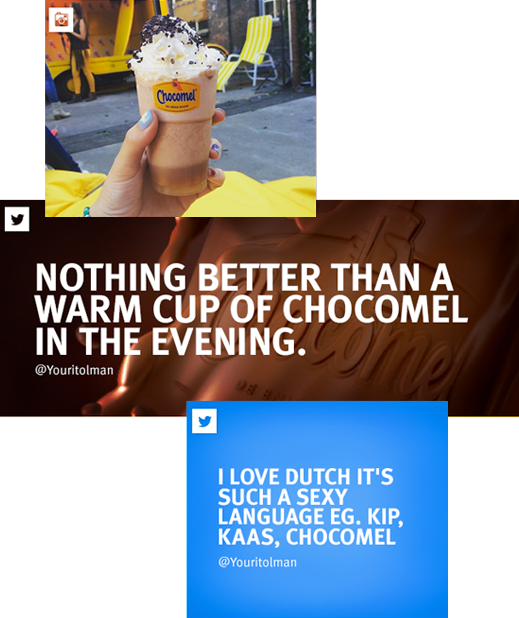 Chocomel
NOTHING BETTER THAN A
WARM CUP OF CHOCOMEL
IN THE EVENING.
@Youritolman
I LOVE DUTCH IT'S
SUCH A SEXY
LANGUAGE EG. KIP,
KAAS, CHOCOMEL
@Youritolman